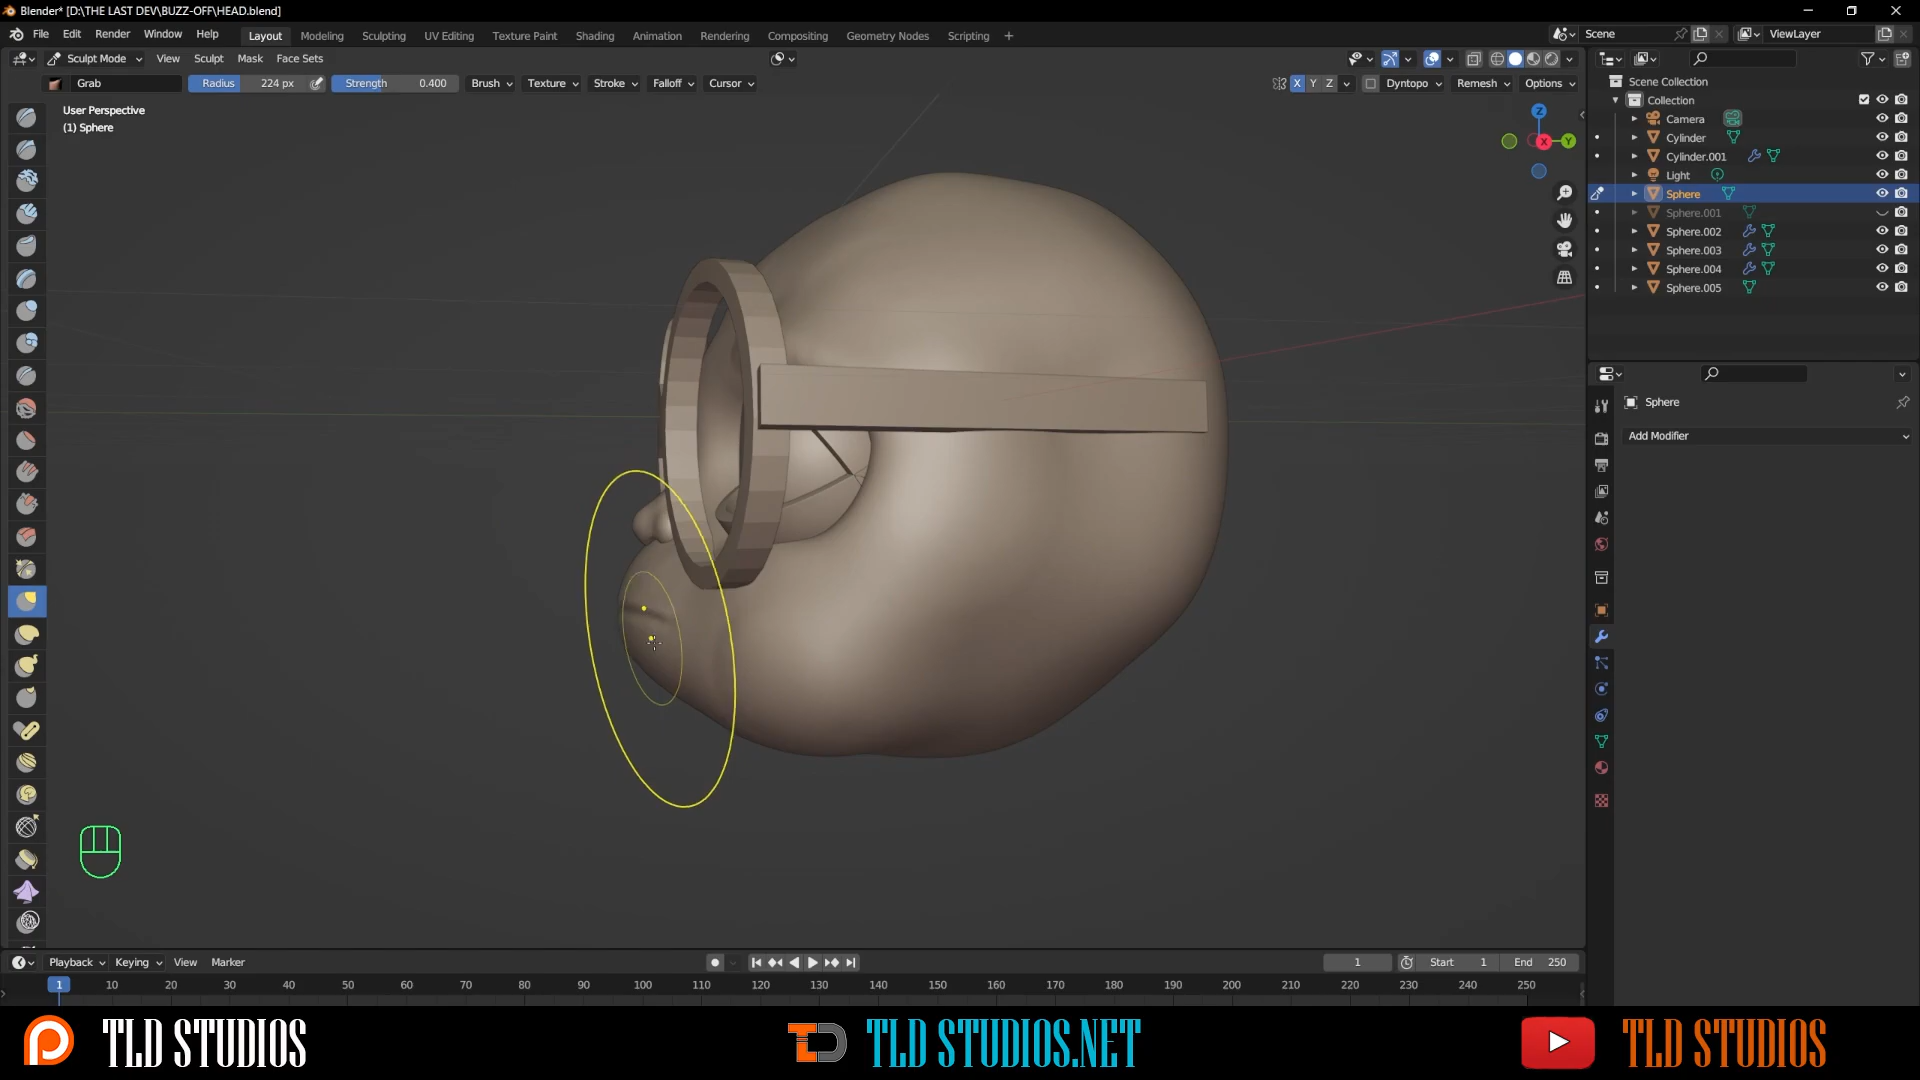 Blender* [D:\THE LAST DEV\BUZZ-OFF\HEAD.blend]
File Edit Render Window Help Layout Modeling Sculpting UV Editing Texture Paint Shading Animation Rendering Compositing Geometry Nodes Scripting + Scene ViewLayer
Sculpt Mode View Sculpt Mask Face Sets
Grab Radius 224 px Strength 0.400 Brush Texture Stroke Falloff Cursor X Y Z Dyntopo Remesh Options
User Perspective
(1) Sphere
Z
X Y
Scene Collection
Collection
Camera
Cylinder
Cylinder.001
Light
Sphere
Sphere.001
Sphere.002
Sphere.003
Sphere.004
Sphere.005
Sphere
Add Modifier
Playback Keying View Marker 1 Start 1 End 250
1 10 20 30 40 50 60 70 80 90 100 110 120 130 140 150 160 170 180 190 200 210 220 230 240 250
TLD STUDIOS TLD STUDIOS.NET TLD STUDIOS